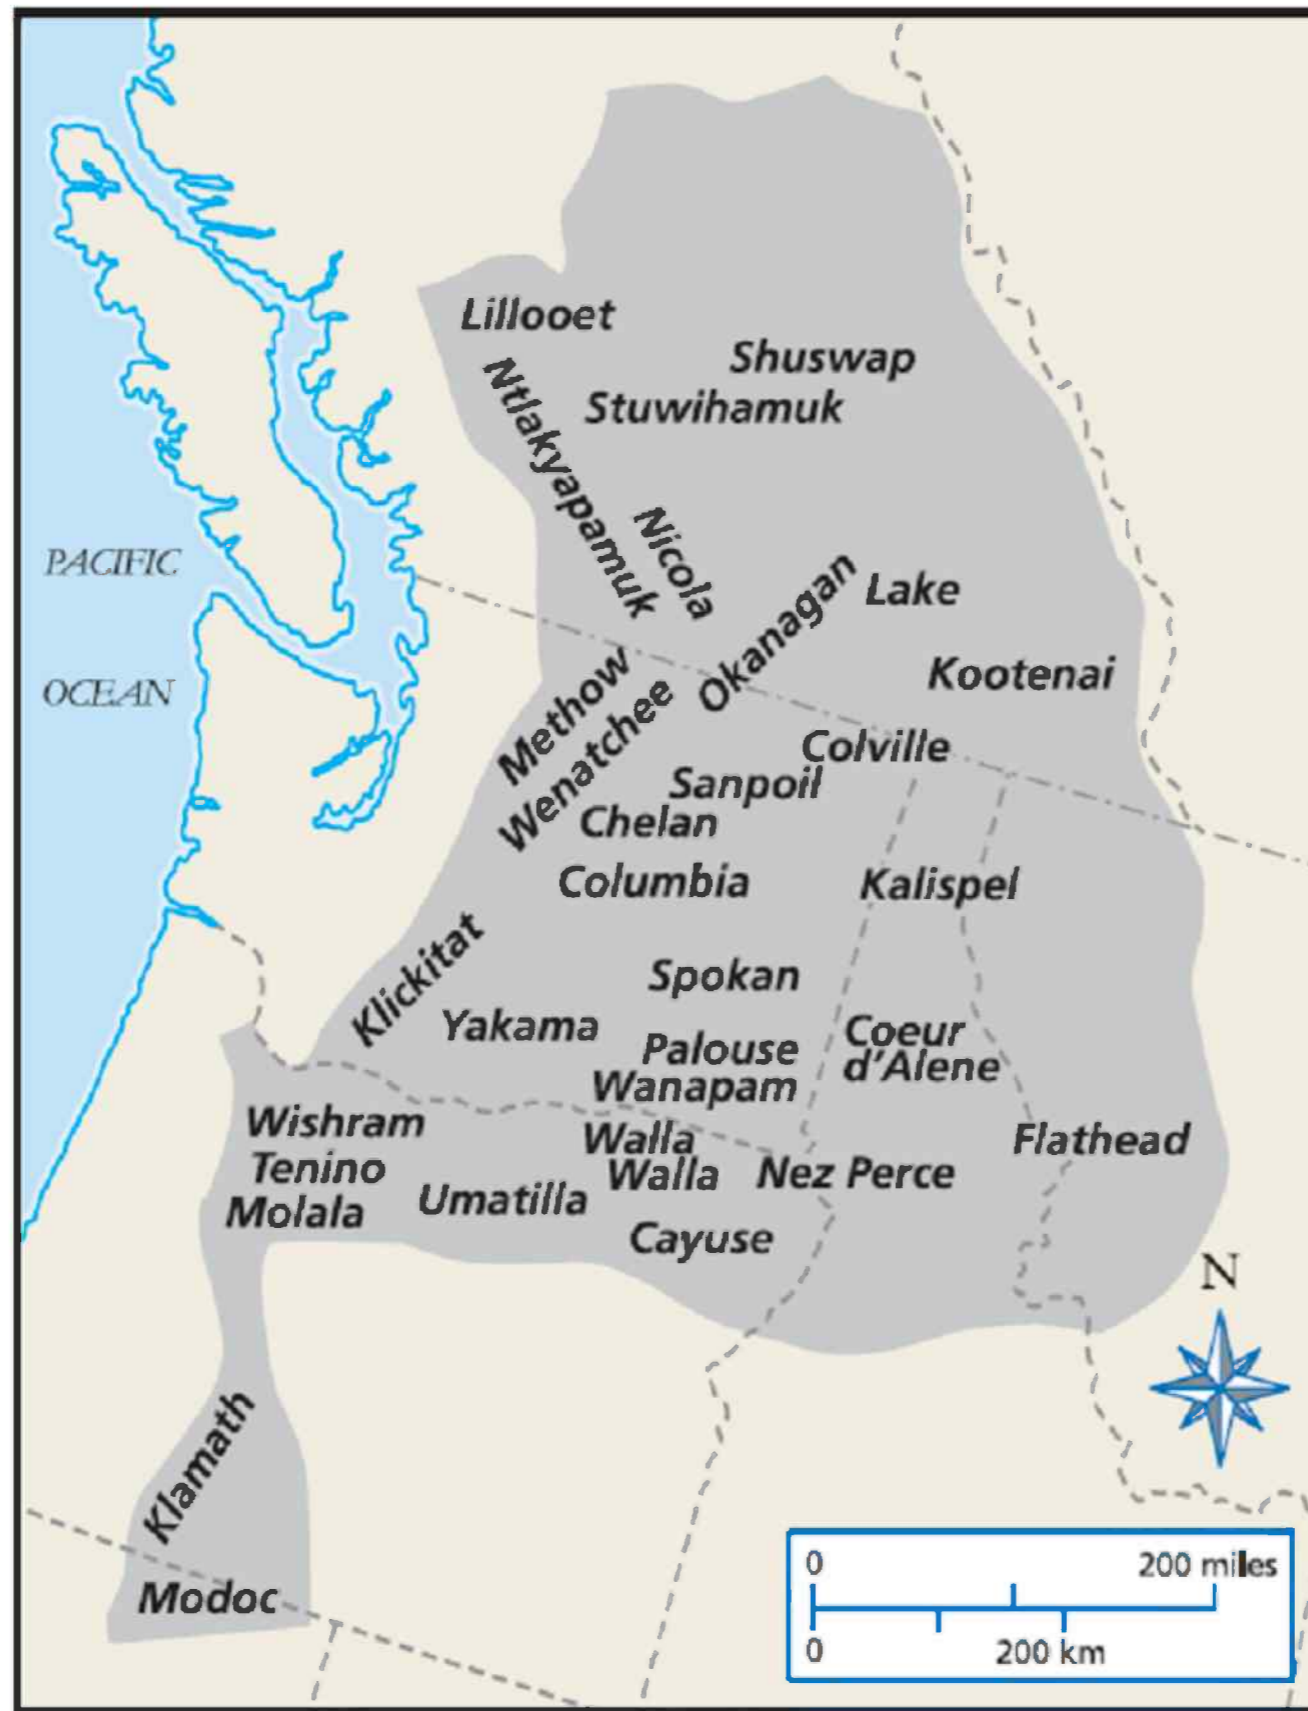 Lillooet
Shuswap
Stuwihamuk
Ntlakyapamuk
Nicola
PACIFIC
OCEAN
Okanagan
Lake
Kootenai
Methow
Wenatchee
Colville
Sanpoil
Chelan
Columbia
Kalispel
Klickitat
Spokan
Yakama
Palouse
Wanapam
Coeur
d'Alene
Wishram
Tenino
Molala
Umatilla
Walla
Walla
Nez Perce
Flathead
Cayuse
N
Klamath
Modoc
0 200 miles
0 200 km